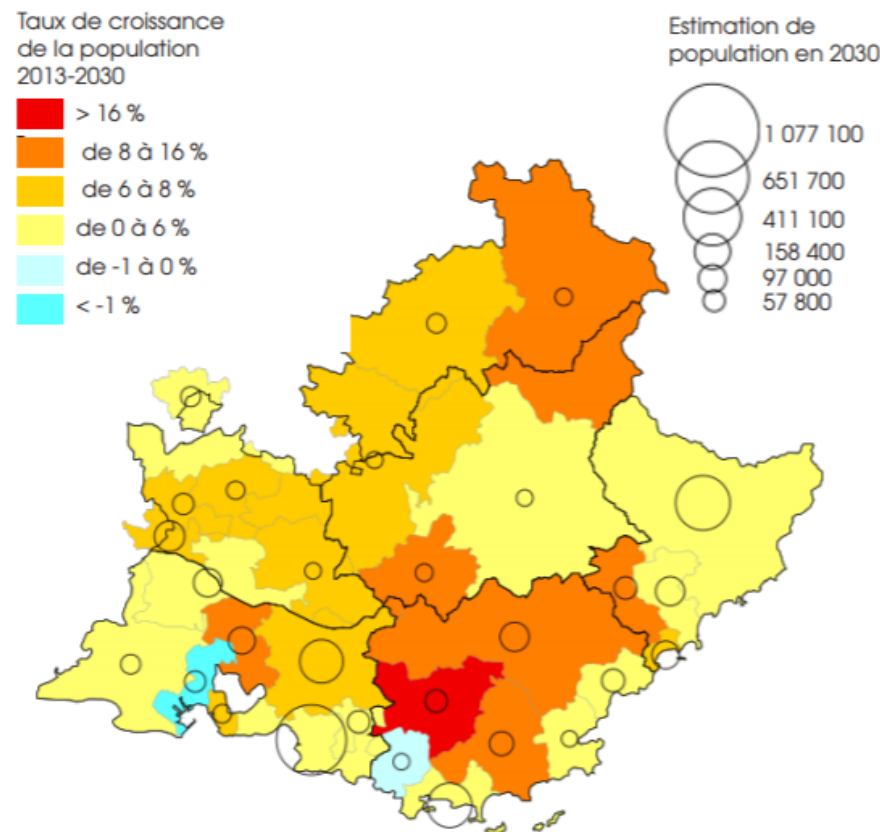 Taux de croissance
de la population
2013-2030
> 16 %
de 8 à 16 %
de 6 à 8 %
de 0 à 6 %
de -1 à 0 %
< -1 %
Estimation de
population en 2030
1 077 100
651 700
411 100
158 400
97 000
57 800